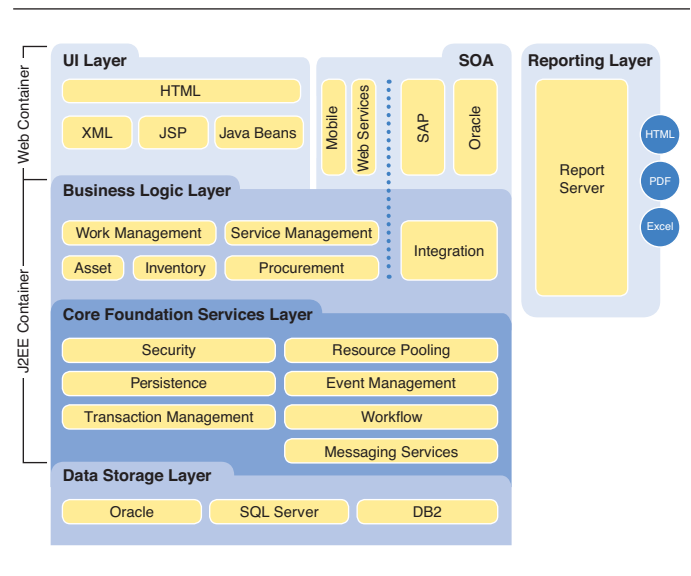 UI Layer
SOA
Reporting Layer
Web Container
HTML
XML
JSP
Java Beans
Mobile
Web Services
SAP
Oracle
Report
Server
HTML
PDF
Excel
J2EE Container
Business Logic Layer
Work Management
Service Management
Asset
Inventory
Procurement
Integration
Core Foundation Services Layer
Security
Resource Pooling
Persistence
Event Management
Transaction Management
Workflow
Messaging Services
Data Storage Layer
Oracle
SQL Server
DB2